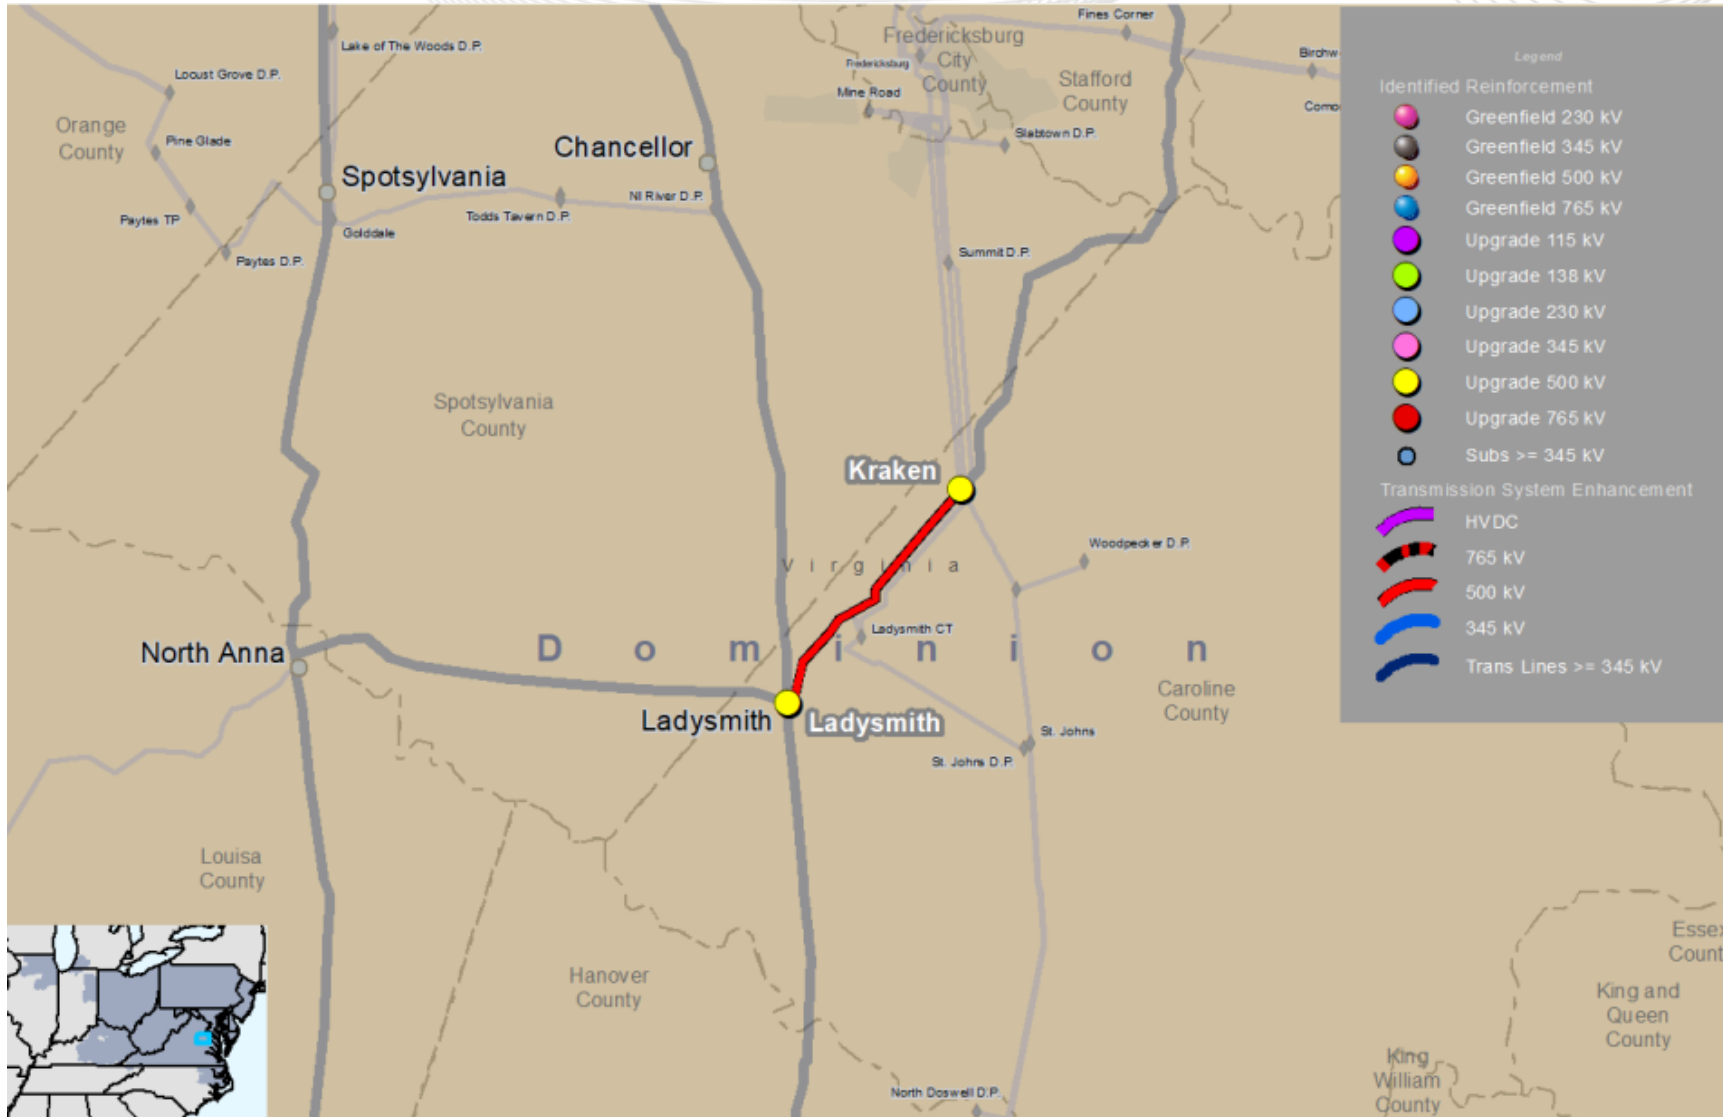 Lake of The Woods D.P.
Locust Grove D.P.
Orange
County
Pine Glade
Spotsylvania
Paytes TP
Golddale
Paytes D.P.
Chancellor
Todds Tavern D.P.
NI River D.P.
Fines Corner
Fredericksburg
City
County
Fredericksburg
Mine Road
Stafford
County
Slabtown D.P.
Birchw
Como
Summit D.P.
Spotsylvania
County
Kraken
Virginia
Woodpecker D.P.
Dominion
Ladysmith CT
North Anna
Ladysmith
Ladysmith
Caroline
County
St. Johns
St. Johns D.P.
Louisa
County
Hanover
County
North Doswell D.P.
Essex
Count
King and
Queen
County
King
William
County
Legend
Identified Reinforcement
Greenfield 230 kV
Greenfield 345 kV
Greenfield 500 kV
Greenfield 765 kV
Upgrade 115 kV
Upgrade 138 kV
Upgrade 230 kV
Upgrade 345 kV
Upgrade 500 kV
Upgrade 765 kV
Subs >= 345 kV
Transmission System Enhancement
HVDC
765 kV
500 kV
345 kV
Trans Lines >= 345 kV